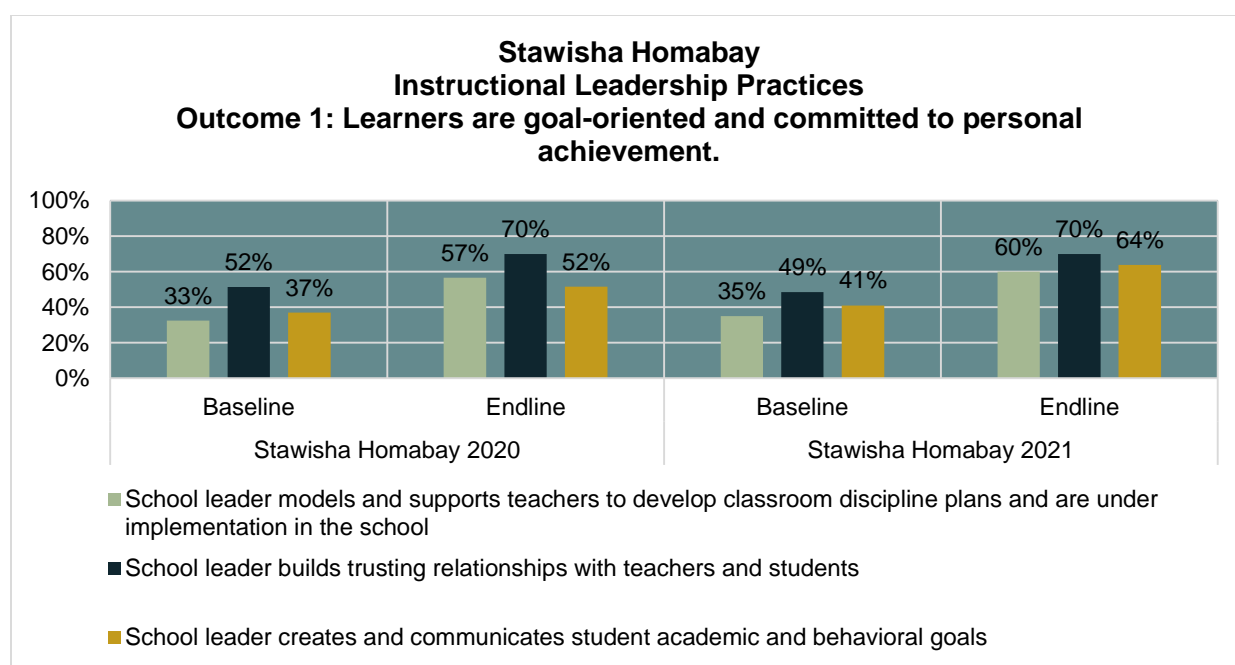 Stawisha Homabay
Instructional Leadership Practices
Outcome 1: Learners are goal-oriented and committed to personal
achievement.
100%
80%
60%
40%
20%
0%
33%
52%
37%
57%
70%
52%
35%
49%
41%
60%
70%
64%
Baseline
Endline
Baseline
Endline
Stawisha Homabay 2020
Stawisha Homabay 2021
School leader models and supports teachers to develop classroom discipline plans and are under
implementation in the school
School leader builds trusting relationships with teachers and students
School leader creates and communicates student academic and behavioral goals